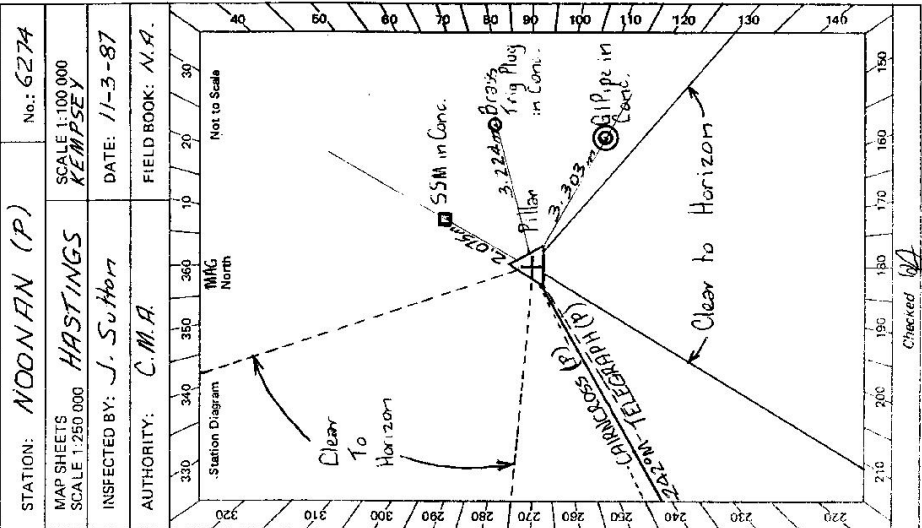 STATION: NOONAN (P)
No.: 6274
MAP SHEETS
SCALE 1:250 000 HASTINGS
SCALE 1:100 000
KEMPSEY
INSPECTED BY: J. Sutton
DATE: 11-3-87
AUTHORITY: C.M.A.
FIELD BOOK: N.A.
330
340
350
360
10
20
30
Station Diagram
MAG
North
Not to Scale
320
310
300
290
280
270
260
250
240
230
220
40
50
60
70
80
90
100
110
120
130
140
Clear
To
Horizon
SSM in Conc.
2.075m
Brass
Trig Plug
in Conc.
3.224m
Pillar
GI Pipe in
Conc.
3.303m
CAIRNCROSS (P)
242°M - TELEGRAPH (P)
Clear to Horizon
210
200
190
180
170
160
150
Checked